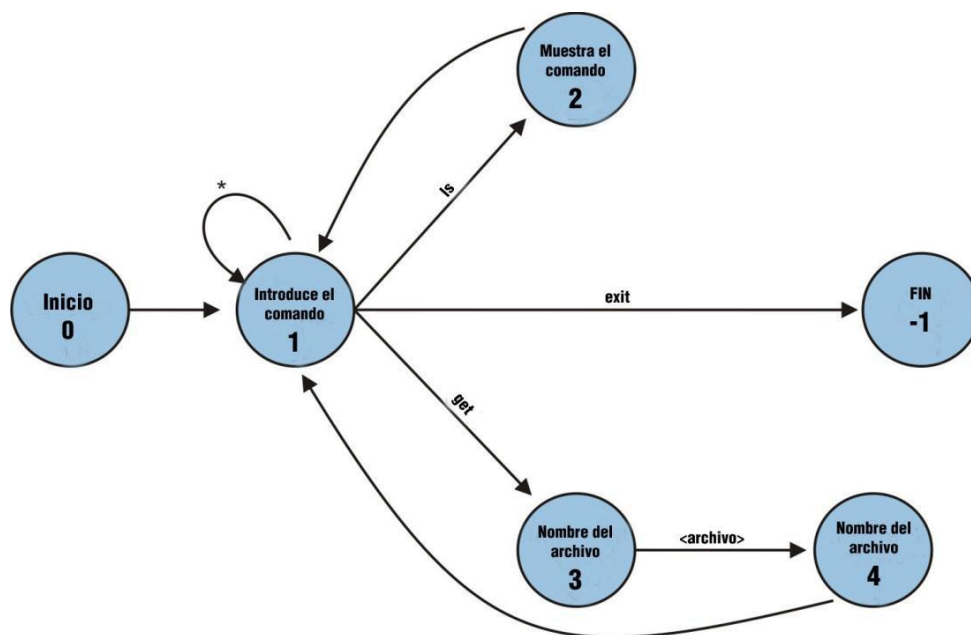 Muestra el
comando
2
ls
*
Inicio
0
Introduce el
comando
1
exit
FIN
-1
get
Nombre del
archivo
3
<archivo>
Nombre del
archivo
4